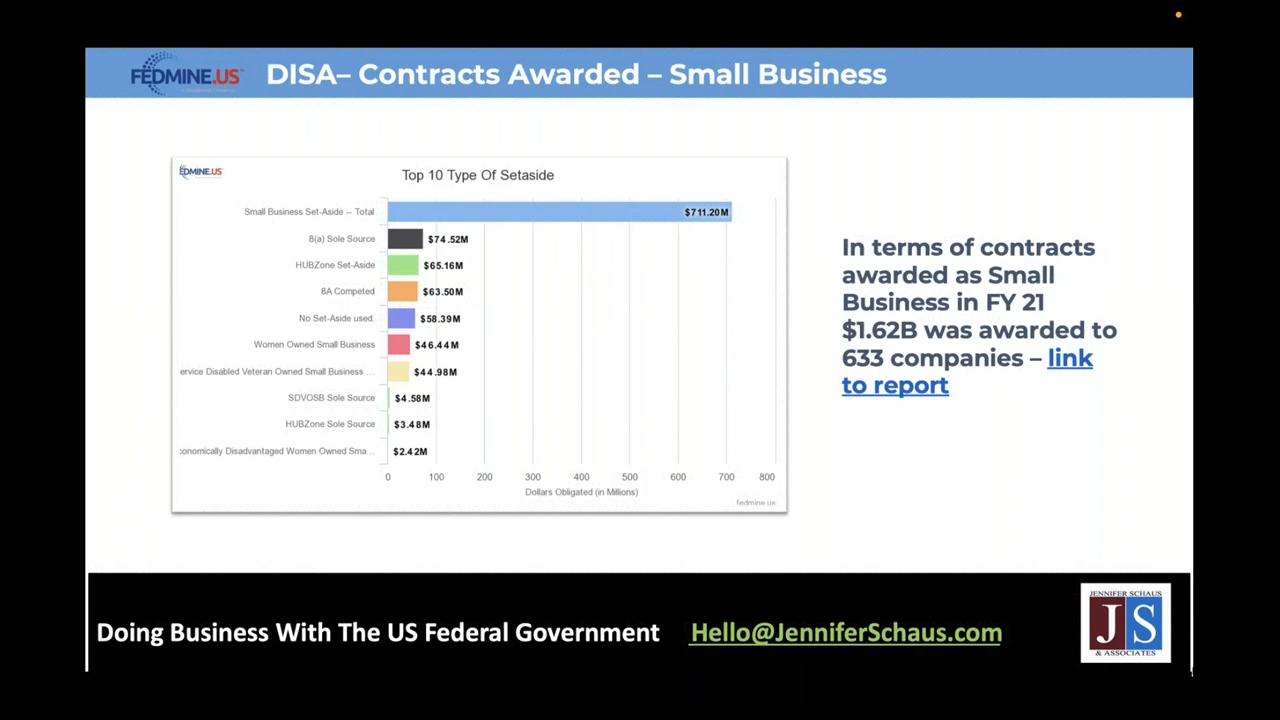 FEDMINE.US
DISA– Contracts Awarded – Small Business
EDMINE.US
Top 10 Type Of Setaside
Small Business Set-Aside -- Total $711.20M
8(a) Sole Source $74.52M
HUBZone Set-Aside $65.16M
8A Competed $63.50M
No Set-Aside used. $58.39M
Women Owned Small Business $46.44M
ervice Disabled Veteran Owned Small Business ... $44.98M
SDVOSB Sole Source $4.58M
HUBZone Sole Source $3.48M
onomically Disadvantaged Women Owned Sma... $2.42M
0 100 200 300 400 500 600 700 800
Dollars Obligated (in Millions)
fedmine.us
In terms of contracts
awarded as Small
Business in FY 21
$1.62B was awarded to
633 companies – link
to report
Doing Business With The US Federal Government Hello@JenniferSchaus.com
JENNIFER SCHAUS
JS
& ASSOCIATES